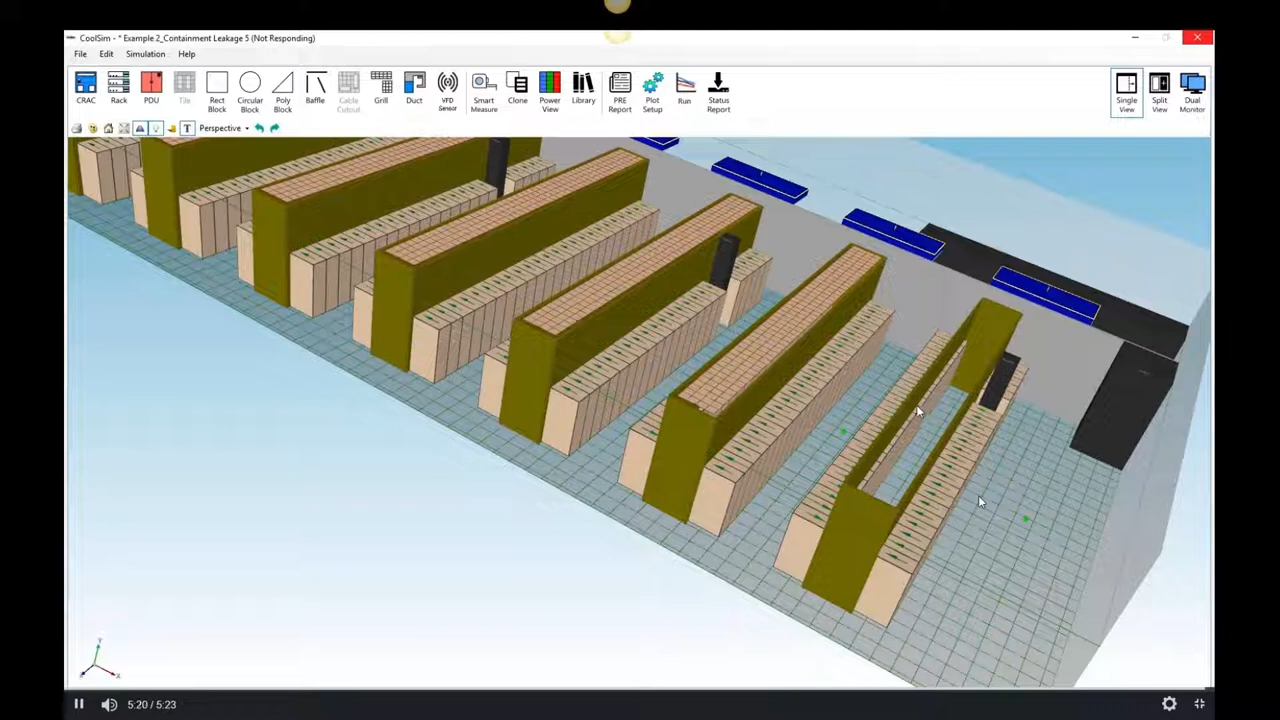 CoolSim - * Example 2_Containment Leakage 5 (Not Responding)
File Edit Simulation Help
CRAC Rack PDU Tile Rect Block Circular Block Poly Block Baffle Cable Cutout Grill Duct VFD Sensor Smart Measure Clone Power View Library PRE Report Plot Setup Run Status Report Single View Split View Dual Monitor
T Perspective
Y
X
5:20 / 5:23